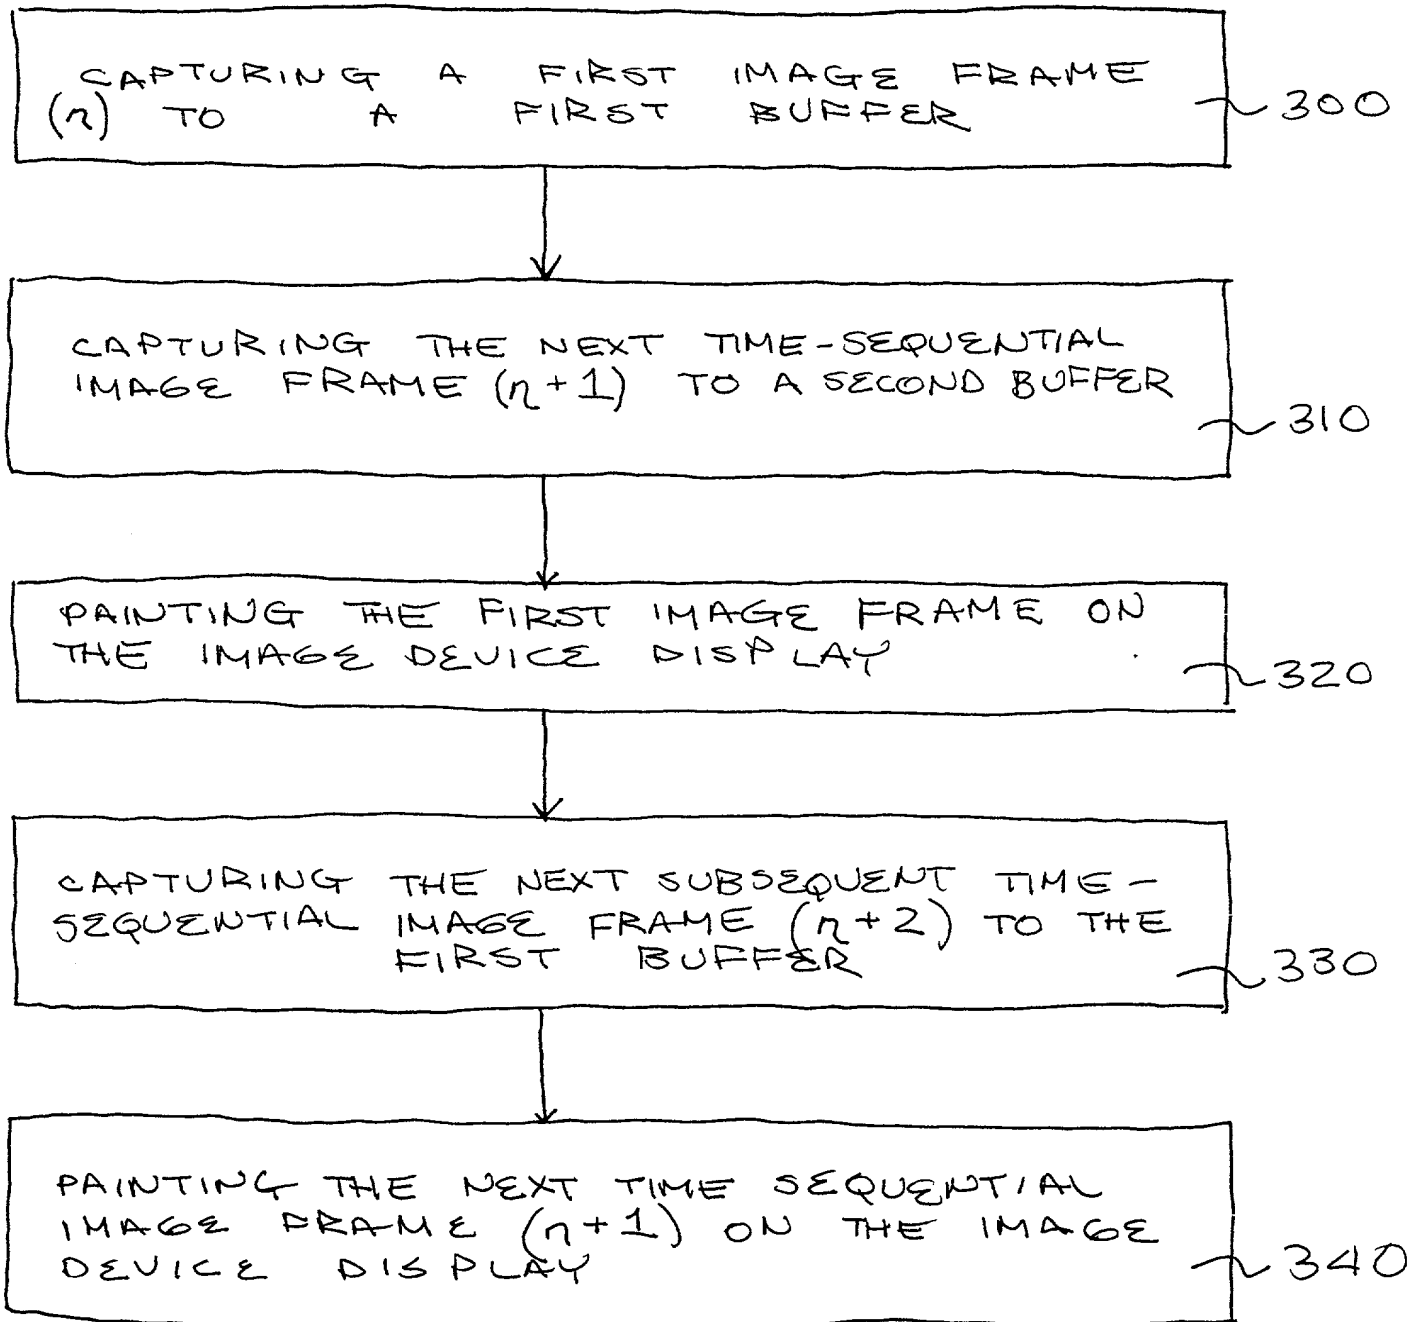 CAPTURING A FIRST IMAGE FRAME
(n) TO A FIRST BUFFER
300
CAPTURING THE NEXT TIME-SEQUENTIAL
IMAGE FRAME (n+1) TO A SECOND BUFFER
310
PAINTING THE FIRST IMAGE FRAME ON
THE IMAGE DEVICE DISPLAY
320
CAPTURING THE NEXT SUBSEQUENT TIME-
SEQUENTIAL IMAGE FRAME (n+2) TO THE
FIRST BUFFER
330
PAINTING THE NEXT TIME SEQUENTIAL
IMAGE FRAME (n+1) ON THE IMAGE
DEVICE DISPLAY
340